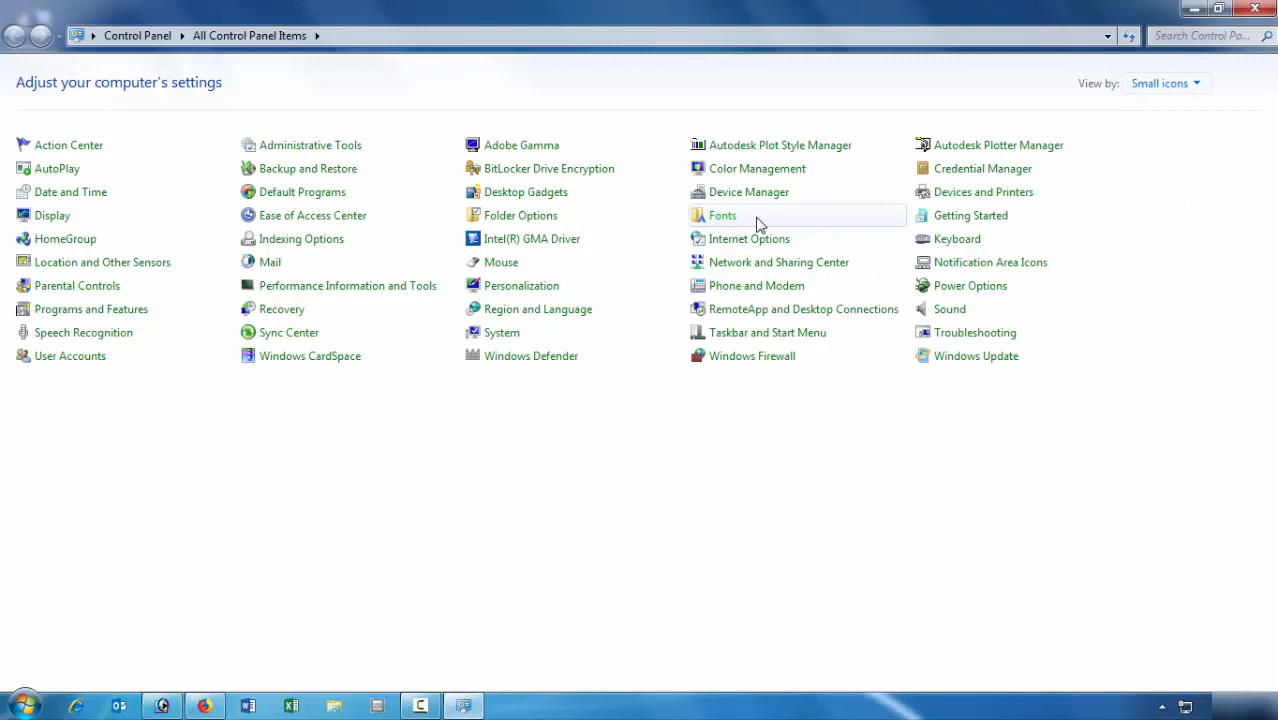 Control Panel All Control Panel Items
Search Control Pa...
Adjust your computer's settings
View by: Small icons
Action Center Administrative Tools Adobe Gamma Autodesk Plot Style Manager Autodesk Plotter Manager
AutoPlay Backup and Restore BitLocker Drive Encryption Color Management Credential Manager
Date and Time Default Programs Desktop Gadgets Device Manager Devices and Printers
Display Ease of Access Center Folder Options Fonts Getting Started
HomeGroup Indexing Options Intel(R) GMA Driver Internet Options Keyboard
Location and Other Sensors Mail Mouse Network and Sharing Center Notification Area Icons
Parental Controls Performance Information and Tools Personalization Phone and Modem Power Options
Programs and Features Recovery Region and Language RemoteApp and Desktop Connections Sound
Speech Recognition Sync Center System Taskbar and Start Menu Troubleshooting
User Accounts Windows CardSpace Windows Defender Windows Firewall Windows Update